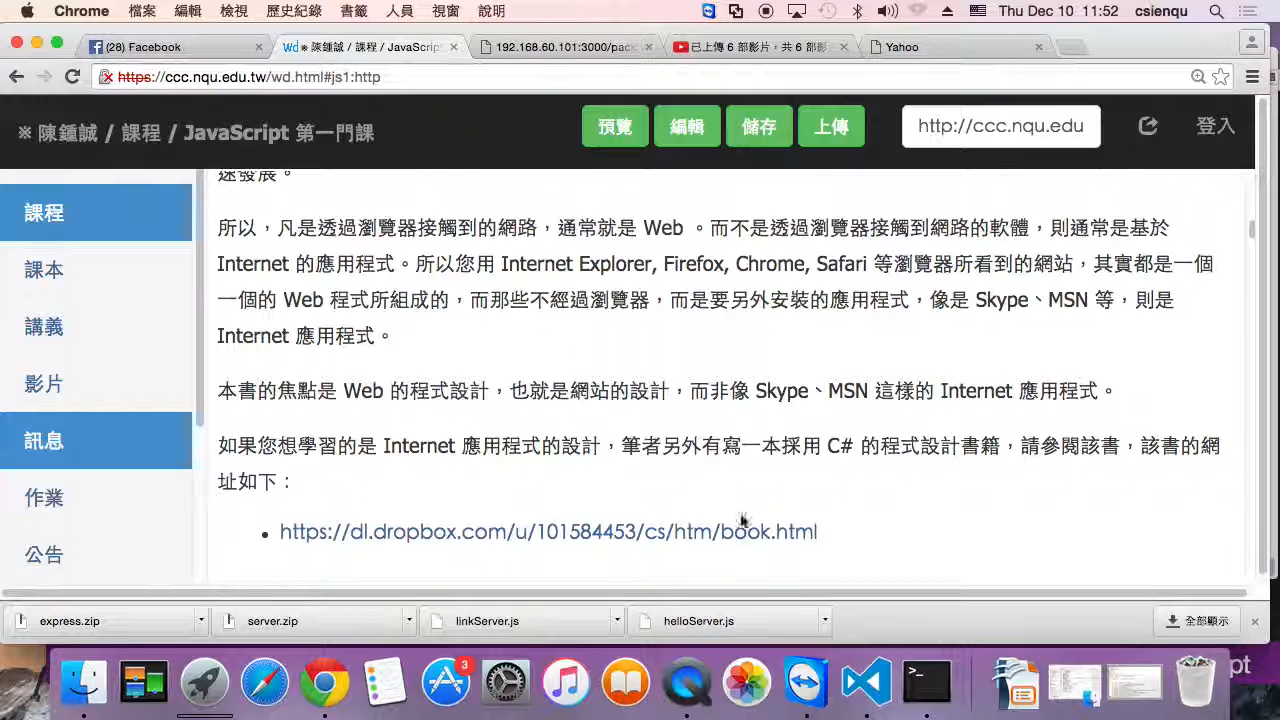 Chrome 檔案 編輯 檢視 歷史紀錄 書籤 人員 視窗 說明 Thu Dec 10 11:52 csienqu
(28) Facebook
Wd ※ 陳鍾誠 / 課程 / JavaScrip
192.168.60.101:3000/pack
已上傳 6 部影片，共 6 部影
Yahoo
https://ccc.nqu.edu.tw/wd.html#js1:http
※ 陳鍾誠 / 課程 / JavaScript 第一門課
預覽 編輯 儲存 上傳 http://ccc.nqu.edu 登入
課程
課本
講義
影片
訊息
作業
公告
速發展。
所以，凡是透過瀏覽器接觸到的網路，通常就是 Web 。而不是透過瀏覽器接觸到網路的軟體，則通常是基於
Internet 的應用程式。所以您用 Internet Explorer, Firefox, Chrome, Safari 等瀏覽器所看到的網站，其實都是一個
一個的 Web 程式所組成的，而那些不經過瀏覽器，而是要另外安裝的應用程式，像是 Skype、MSN 等，則是
Internet 應用程式。
本書的焦點是 Web 的程式設計，也就是網站的設計，而非像 Skype、MSN 這樣的 Internet 應用程式。
如果您想學習的是 Internet 應用程式的設計，筆者另外有寫一本採用 C# 的程式設計書籍，請參閱該書，該書的網
址如下：
• https://dl.dropbox.com/u/101584453/cs/htm/book.html
express.zip
server.zip
linkServer.js
helloServer.js
全部顯示
3
pt